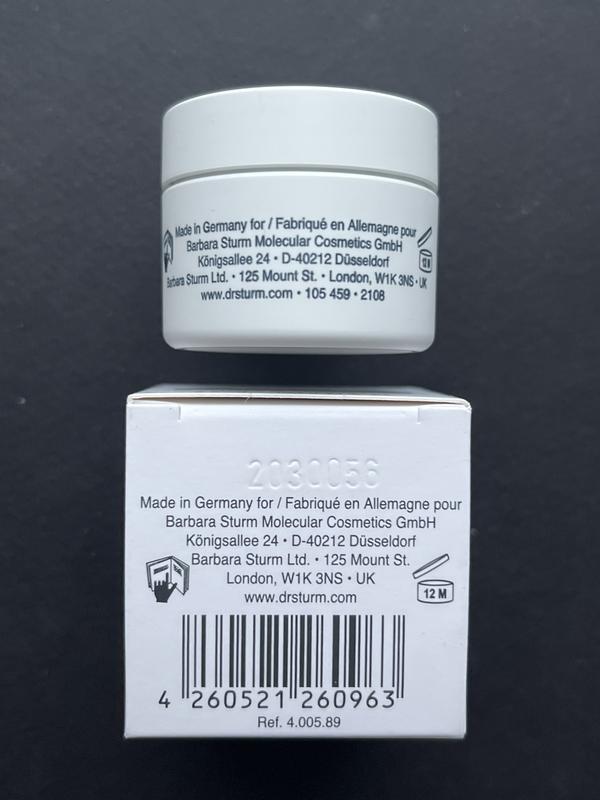 Made in Germany for / Fabriqué en Allemagne pour
Barbara Sturm Molecular Cosmetics GmbH
Königsallee 24 • D-40212 Düsseldorf
Barbara Sturm Ltd. • 125 Mount St. • London, W1K 3NS • UK
www.drsturm.com • 105 459 • 2108
12 M
2030056
Made in Germany for / Fabriqué en Allemagne pour
Barbara Sturm Molecular Cosmetics GmbH
Königsallee 24 • D-40212 Düsseldorf
Barbara Sturm Ltd. • 125 Mount St.
London, W1K 3NS • UK
www.drsturm.com
12 M
4 260521 260963
Ref. 4.005.89